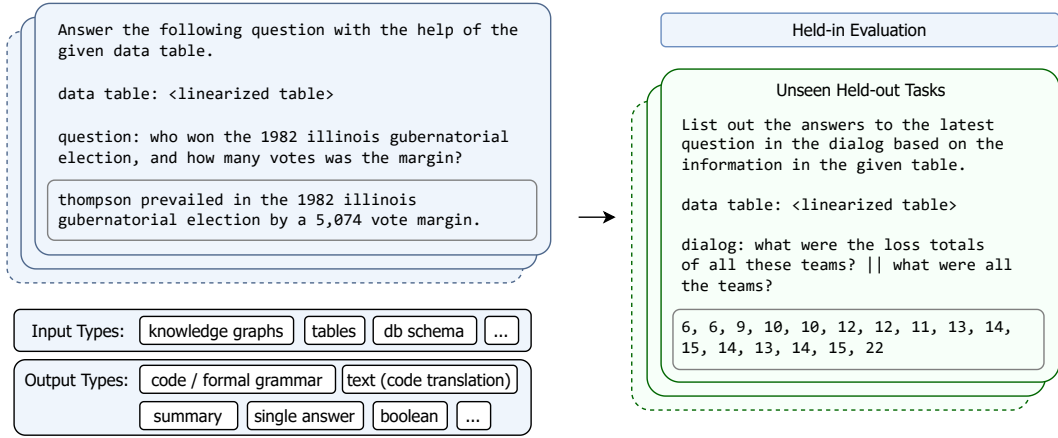 Answer the following question with the help of the
given data table.
data table: <linearized table>
question: who won the 1982 illinois gubernatorial
election, and how many votes was the margin?
thompson prevailed in the 1982 illinois
gubernatorial election by a 5,074 vote margin.
Input Types: knowledge graphs tables db schema ...
Output Types: code / formal grammar text (code translation)
summary single answer boolean ...
Held-in Evaluation
Unseen Held-out Tasks
List out the answers to the latest
question in the dialog based on the
information in the given table.
data table: <linearized table>
dialog: what were the loss totals
of all these teams? || what were all
the teams?
6, 6, 9, 10, 10, 12, 12, 11, 13, 14,
15, 14, 13, 14, 15, 22